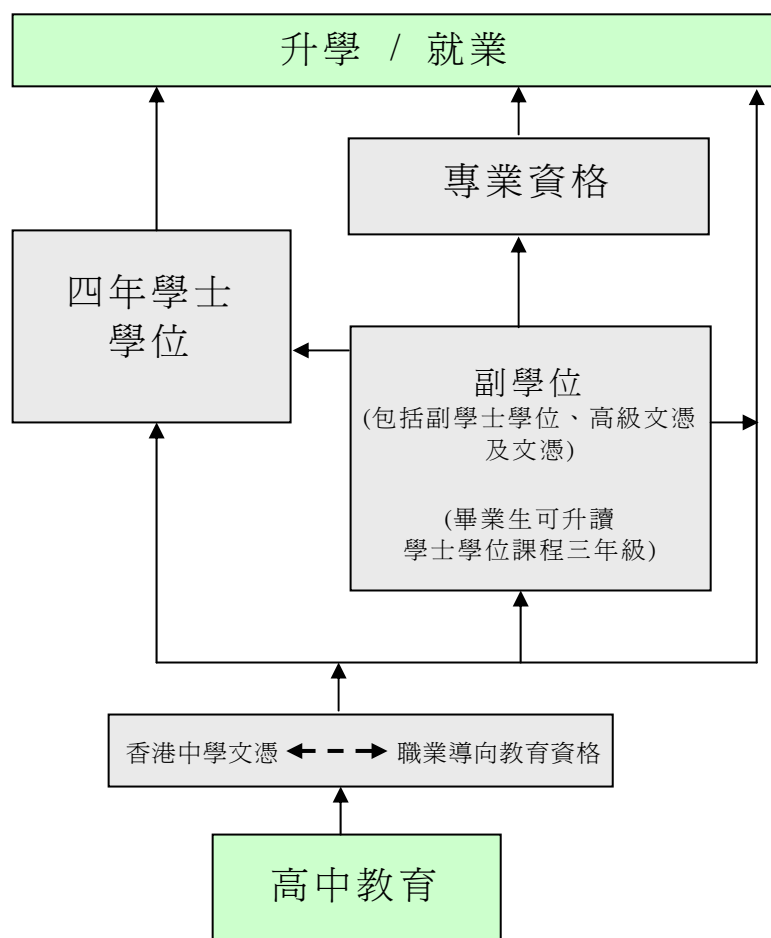 升學 / 就業
專業資格
四年學士
學位
副學位
(包括副學士學位、高級文憑
及文憑)
(畢業生可升讀
學士學位課程三年級)
香港中學文憑 職業導向教育資格
高中教育